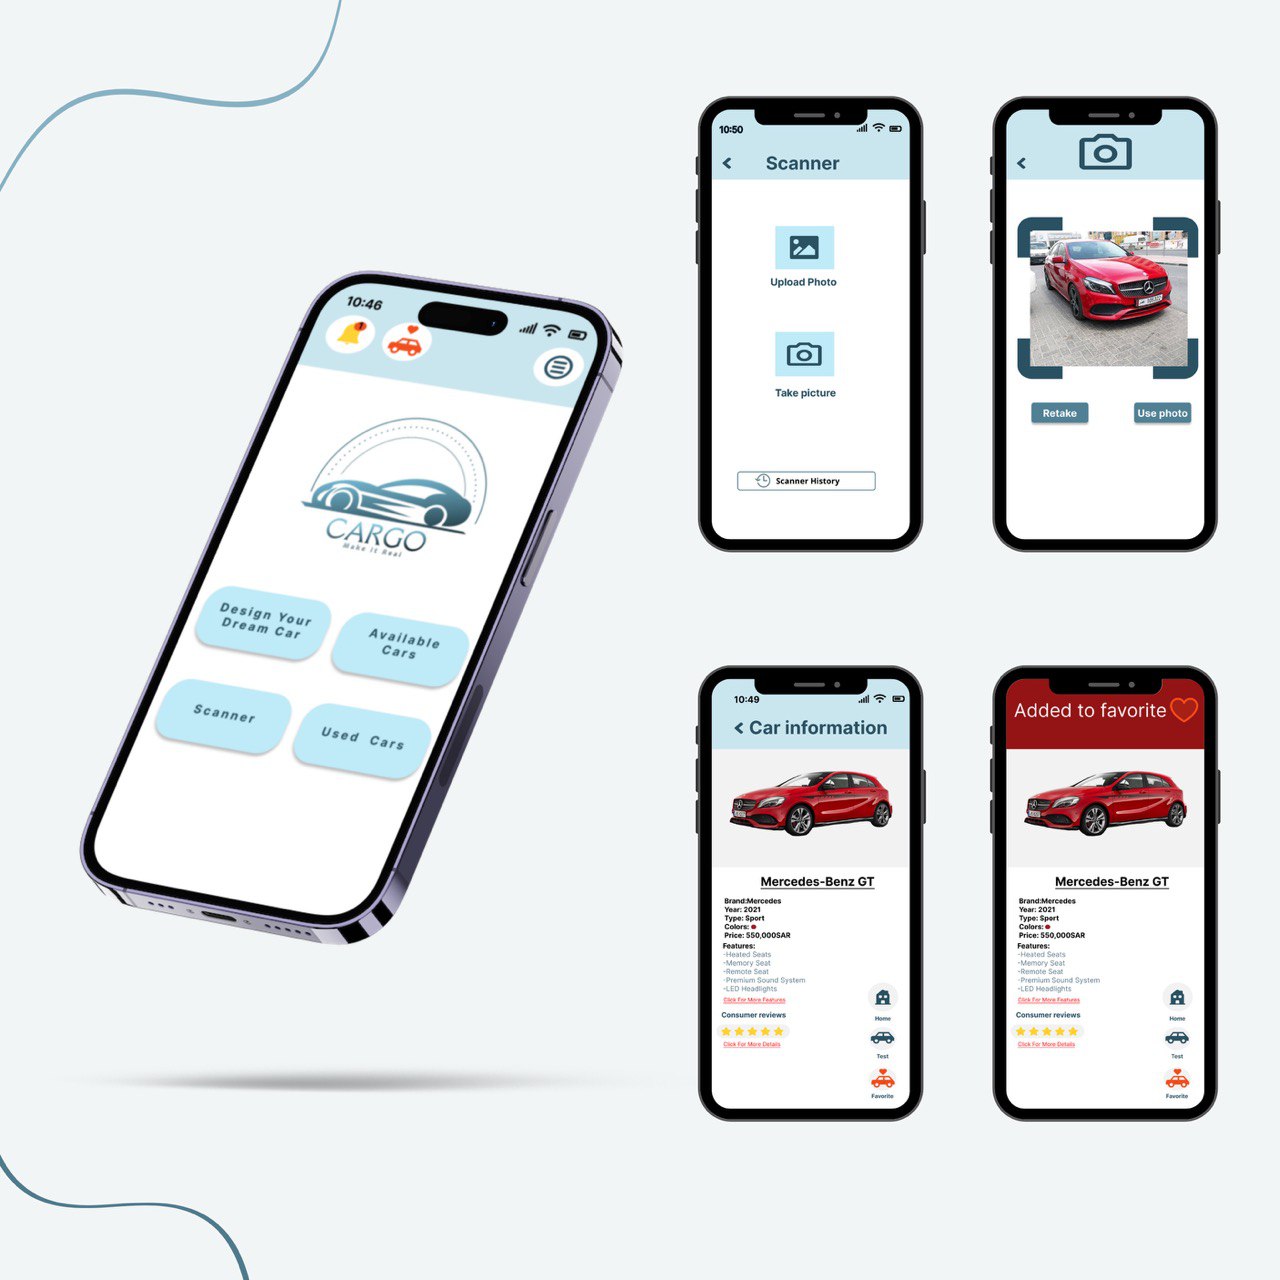 10:46
CARGO
Make It Real
Design Your
Dream Car
Available
Cars
Scanner
Used Cars
10:50
Scanner
Upload Photo
Take picture
Scanner History
Retake
Use photo
10:49
Car information
Mercedes-Benz GT
Brand:Mercedes
Year: 2021
Type: Sport
Colors:
Price: 550,000SAR
Features:
-Heated Seats
-Memory Seat
-Remote Seat
-Premium Sound System
-LED Headlights
Click For More Features
Consumer reviews
Click For More Details
Home
Test
Favorite
Added to favorite
Mercedes-Benz GT
Brand:Mercedes
Year: 2021
Type: Sport
Colors:
Price: 550,000SAR
Features:
-Heated Seats
-Memory Seat
-Remote Seat
-Premium Sound System
-LED Headlights
Click For More Features
Consumer reviews
Click For More Details
Home
Test
Favorite